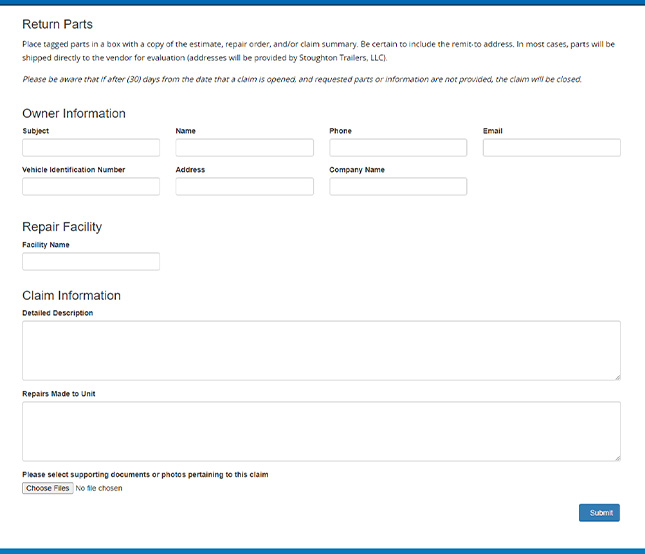 Return Parts
Place tagged parts in a box with a copy of the estimate, repair order, and/or claim summary. Be certain to include the remit-to address. In most cases, parts will be
shipped directly to the vendor for evaluation (addresses will be provided by Stoughton Trailers, LLC).
Please be aware that if after (30) days from the date that a claim is opened, and requested parts or information are not provided, the claim will be closed.
Owner Information
Subject Name Phone Email
Vehicle Identification Number Address Company Name
Repair Facility
Facility Name
Claim Information
Detailed Description
Repairs Made to Unit
Please select supporting documents or photos pertaining to this claim
Choose Files No file chosen
Submit